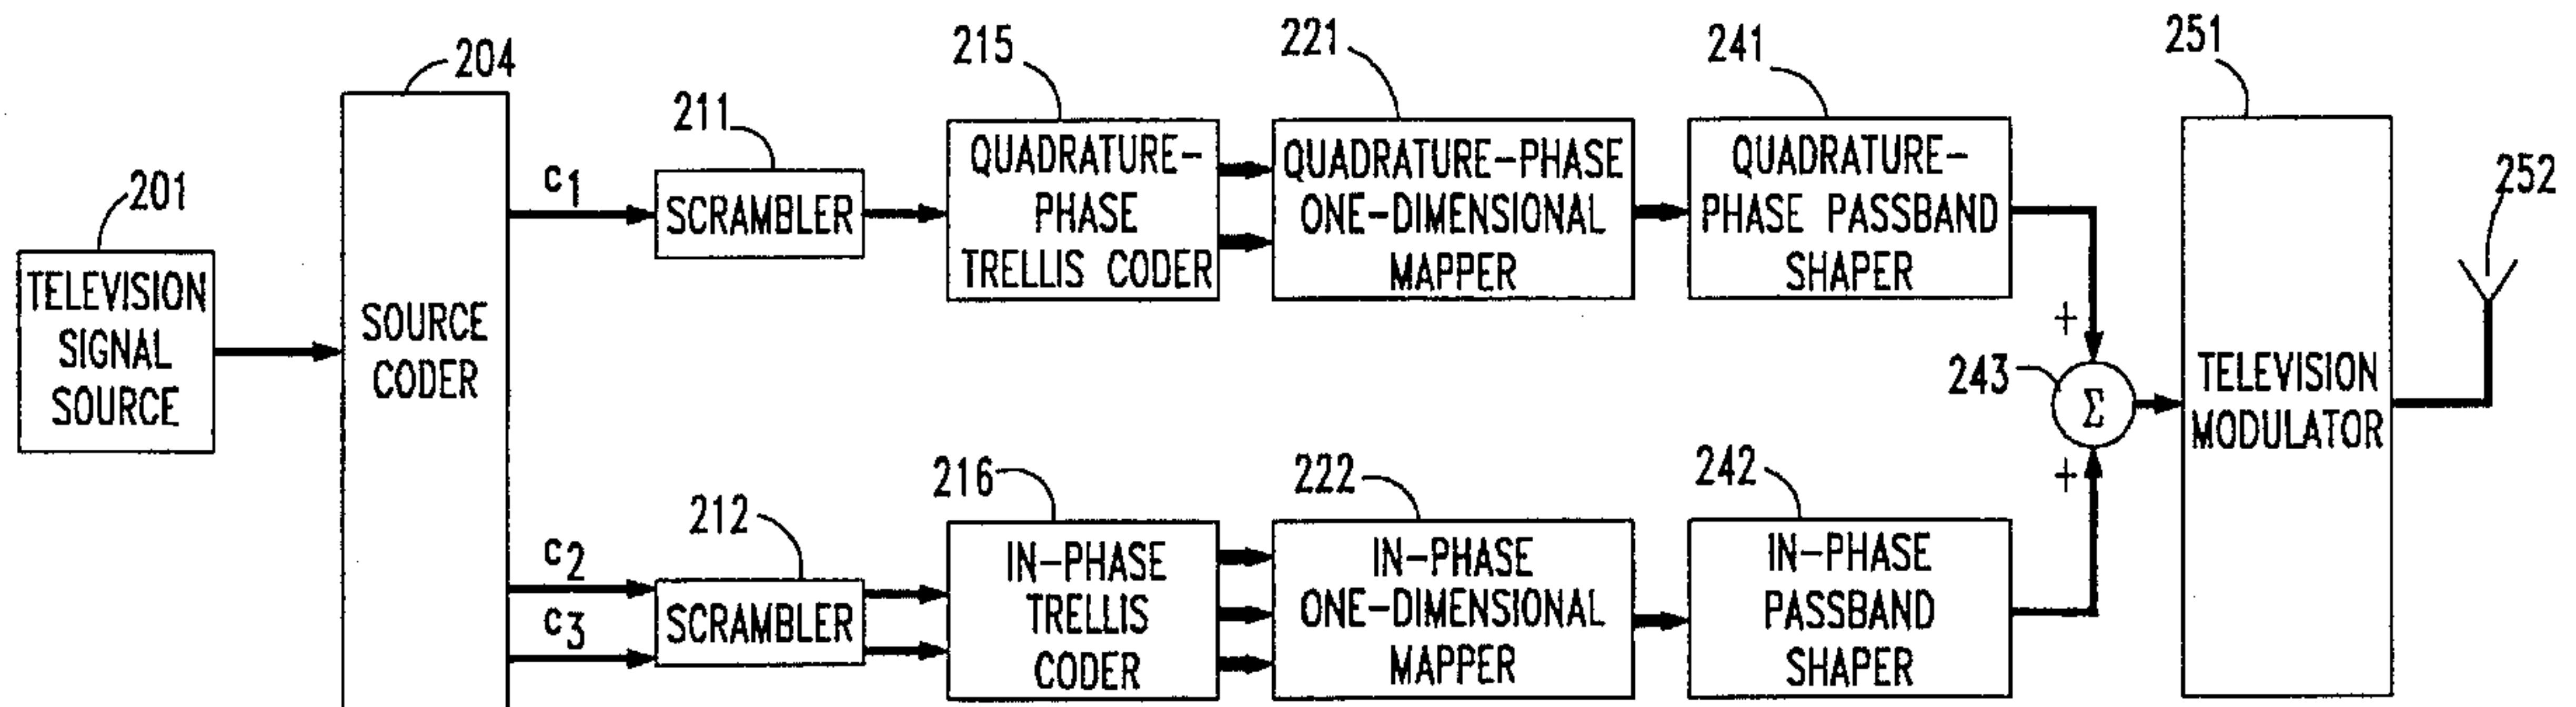 201
TELEVISION
SIGNAL
SOURCE
204
SOURCE
CODER
c1
211
SCRAMBLER
215
QUADRATURE-
PHASE
TRELLIS CODER
221
QUADRATURE-PHASE
ONE-DIMENSIONAL
MAPPER
241
QUADRATURE-
PHASE PASSBAND
SHAPER
c2
c3
212
SCRAMBLER
216
IN-PHASE
TRELLIS
CODER
222
IN-PHASE
ONE-DIMENSIONAL
MAPPER
242
IN-PHASE
PASSBAND
SHAPER
+
243
Σ
+
251
TELEVISION
MODULATOR
252